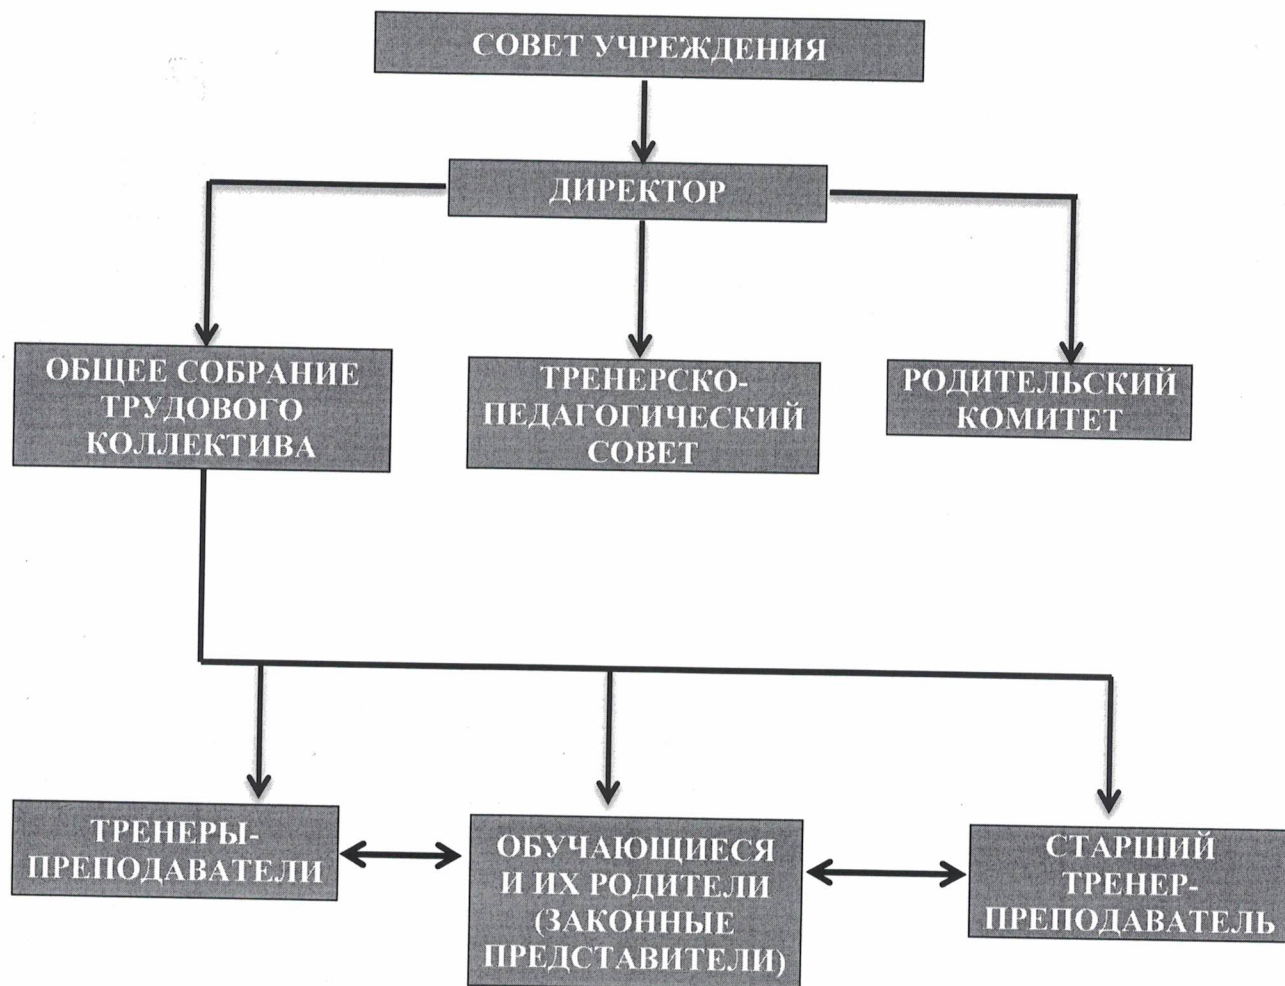 СОВЕТ УЧРЕЖДЕНИЯ
ДИРЕКТОР
ОБЩЕЕ СОБРАНИЕ
ТРУДОВОГО
КОЛЛЕКТИВА
ТРЕНЕРСКО-
ПЕДАГОГИЧЕСКИЙ
СОВЕТ
РОДИТЕЛЬСКИЙ
КОМИТЕТ
ТРЕНЕРЫ-
ПРЕПОДАВАТЕЛИ
ОБУЧАЮЩИЕСЯ
И ИХ РОДИТЕЛИ
(ЗАКОННЫЕ
ПРЕДСТАВИТЕЛИ)
СТАРШИЙ
ТРЕНЕР-
ПРЕПОДАВАТЕЛЬ